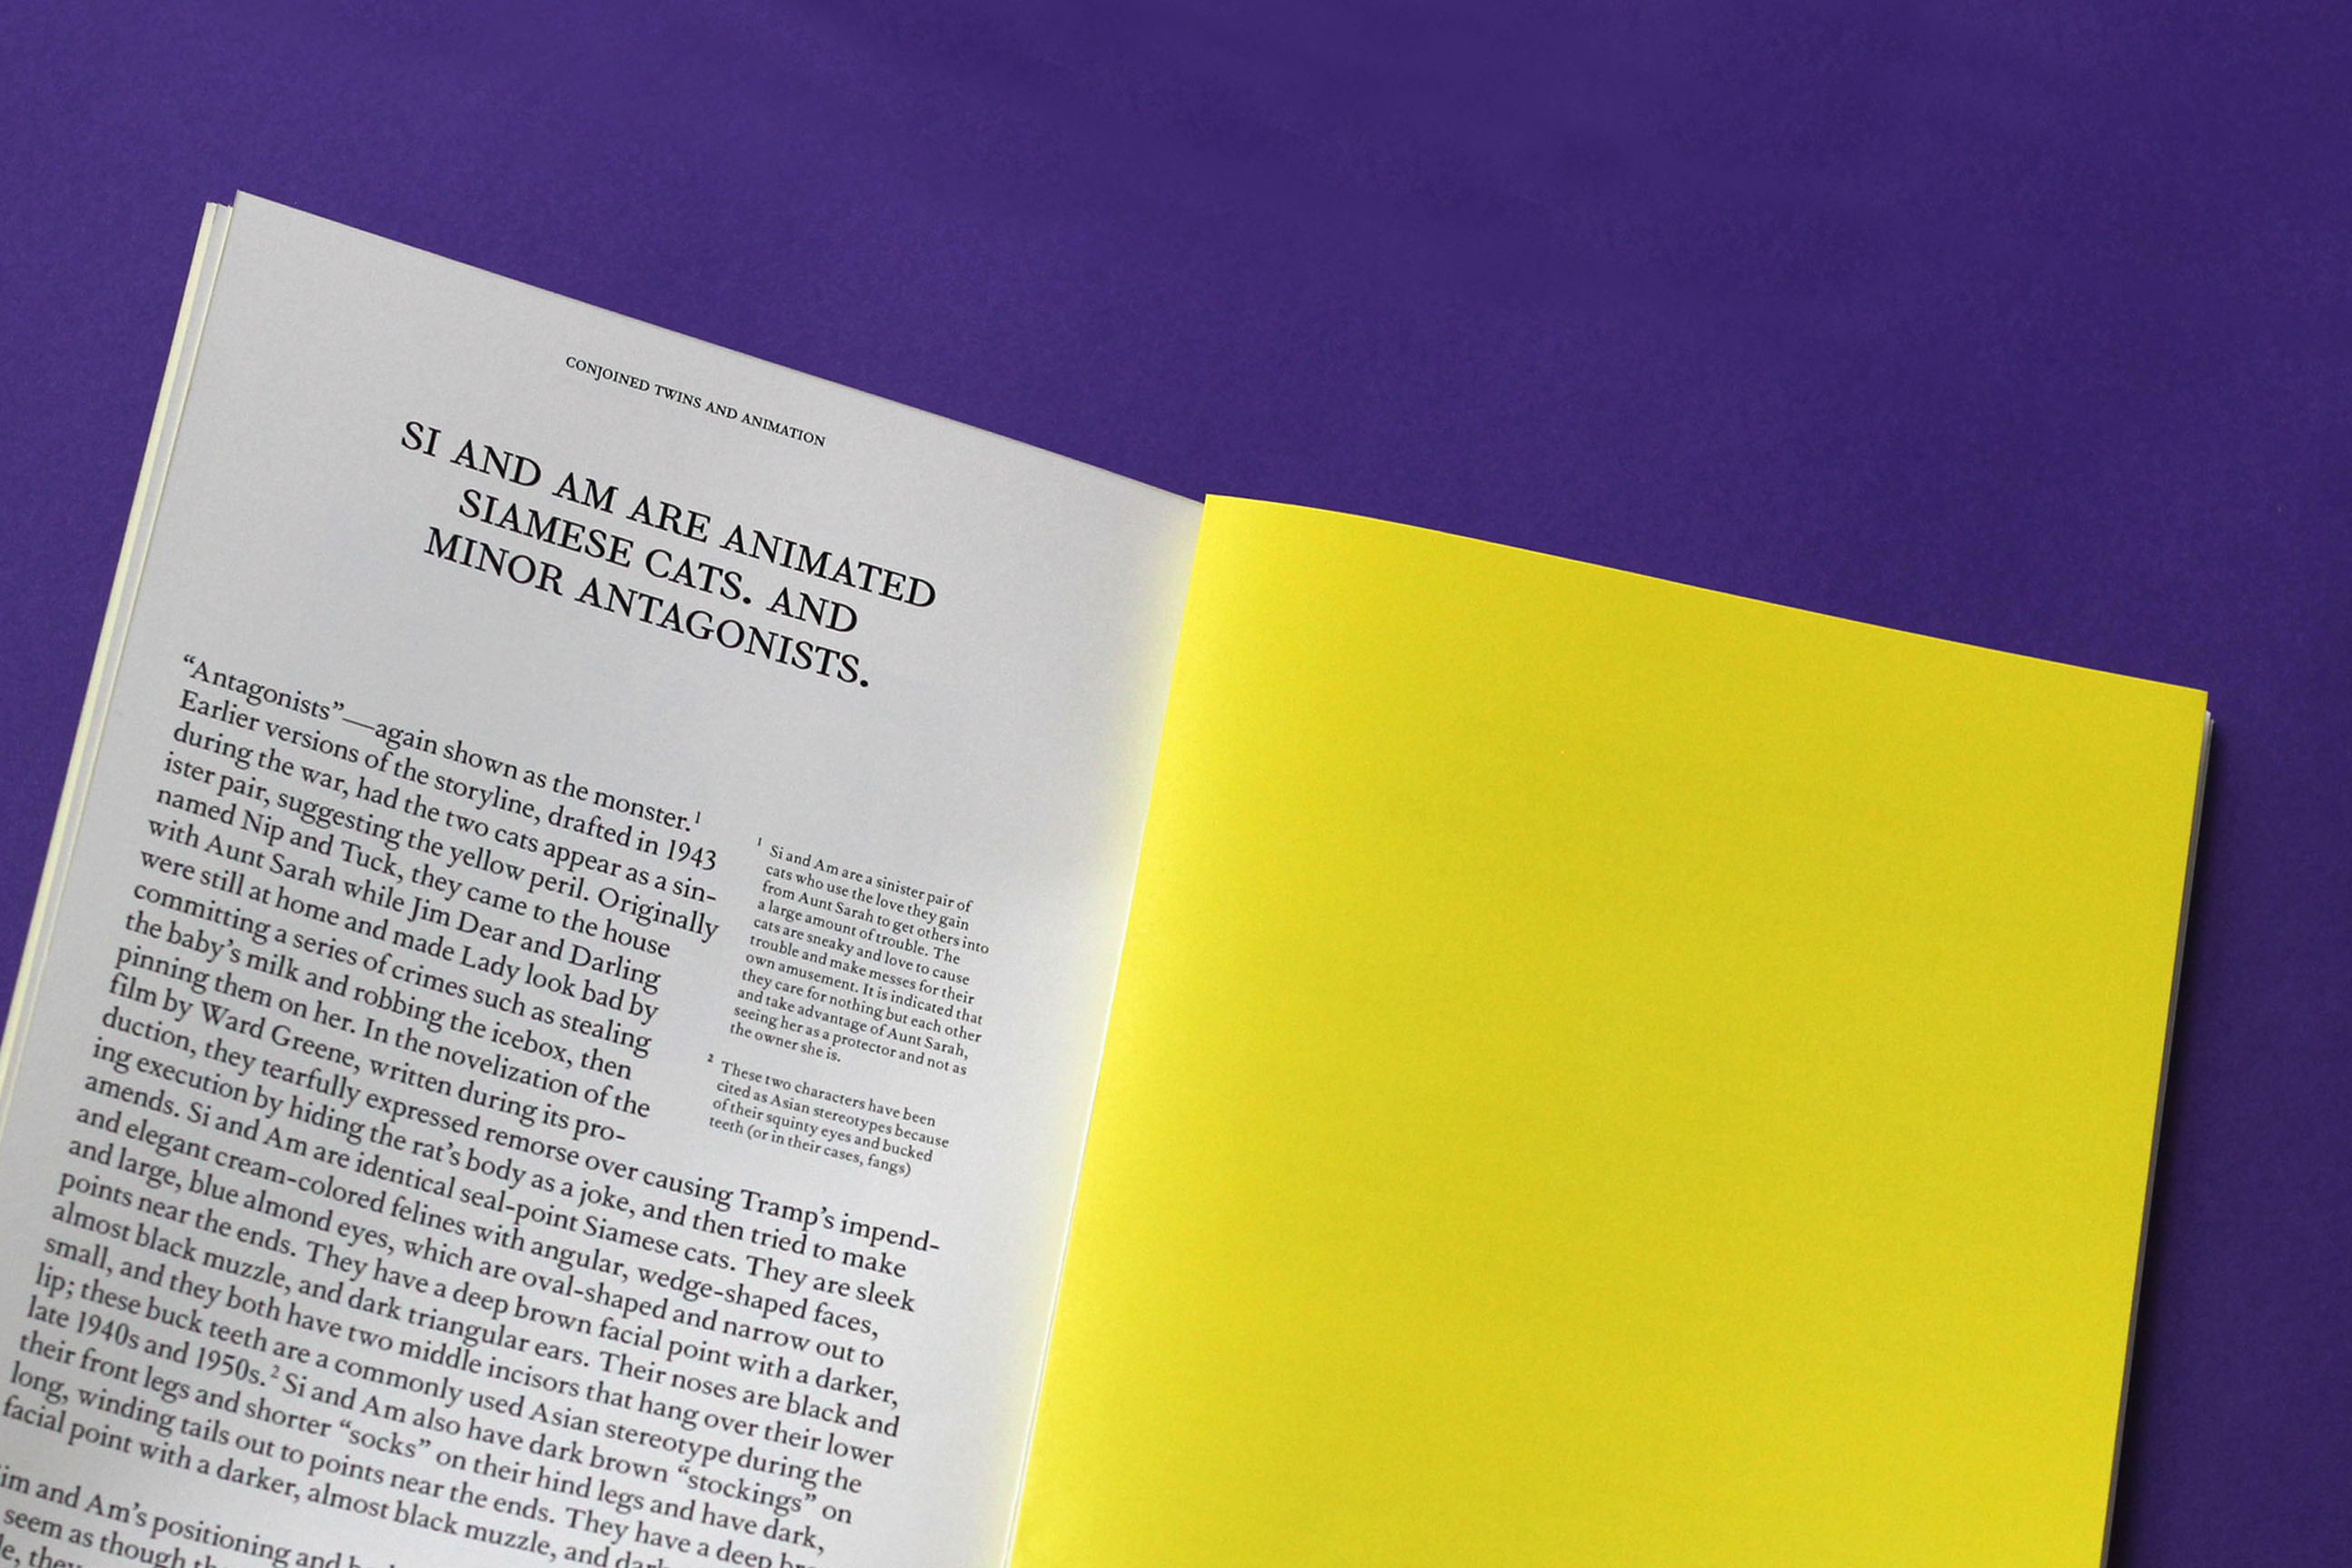 CONJOINED TWINS AND ANIMATION
SI AND AM ARE ANIMATED
SIAMESE CATS. AND
MINOR ANTAGONISTS.
“Antagonists”—again shown as the monster.¹
Earlier versions of the storyline, drafted in 1943
during the war, had the two cats appear as a sin-
ister pair, suggesting the yellow peril. Originally
named Nip and Tuck, they came to the house
with Aunt Sarah while Jim Dear and Darling
were still at home and made Lady look bad by
committing a series of crimes such as stealing
the baby’s milk and robbing the icebox, then
pinning them on her. In the novelization of the
film by Ward Greene, written during its pro-
duction, they tearfully expressed remorse over causing Tramp’s impend-
ing execution by hiding the rat’s body as a joke, and then tried to make
amends. Si and Am are identical seal-point Siamese cats. They are sleek
and elegant cream-colored felines with angular, wedge-shaped faces,
and large, blue almond eyes, which are oval-shaped and narrow out to
points near the ends. They have a deep brown facial point with a darker,
almost black muzzle, and dark triangular ears. Their noses are black and
small, and they both have two middle incisors that hang over their lower
lip; these buck teeth are a commonly used Asian stereotype during the
late 1940s and 1950s.² Si and Am also have dark brown “stockings” on
their front legs and shorter “socks” on their hind legs and have dark,
long, winding tails out to points near the ends. They have a deep
facial point with a darker, almost black muzzle, and
and Am’s positioning and
seem as though
they
¹ Si and Am are a sinister pair of
cats who use the love they gain
from Aunt Sarah to get others into
a large amount of trouble. The
cats are sneaky and love to cause
trouble and make messes for their
own amusement. It is indicated that
they care for nothing but each other
and take advantage of Aunt Sarah,
seeing her as a protector and not as
the owner she is.
² These two characters have been
cited as Asian stereotypes because
of their squinty eyes and bucked
teeth (or in their cases, fangs)